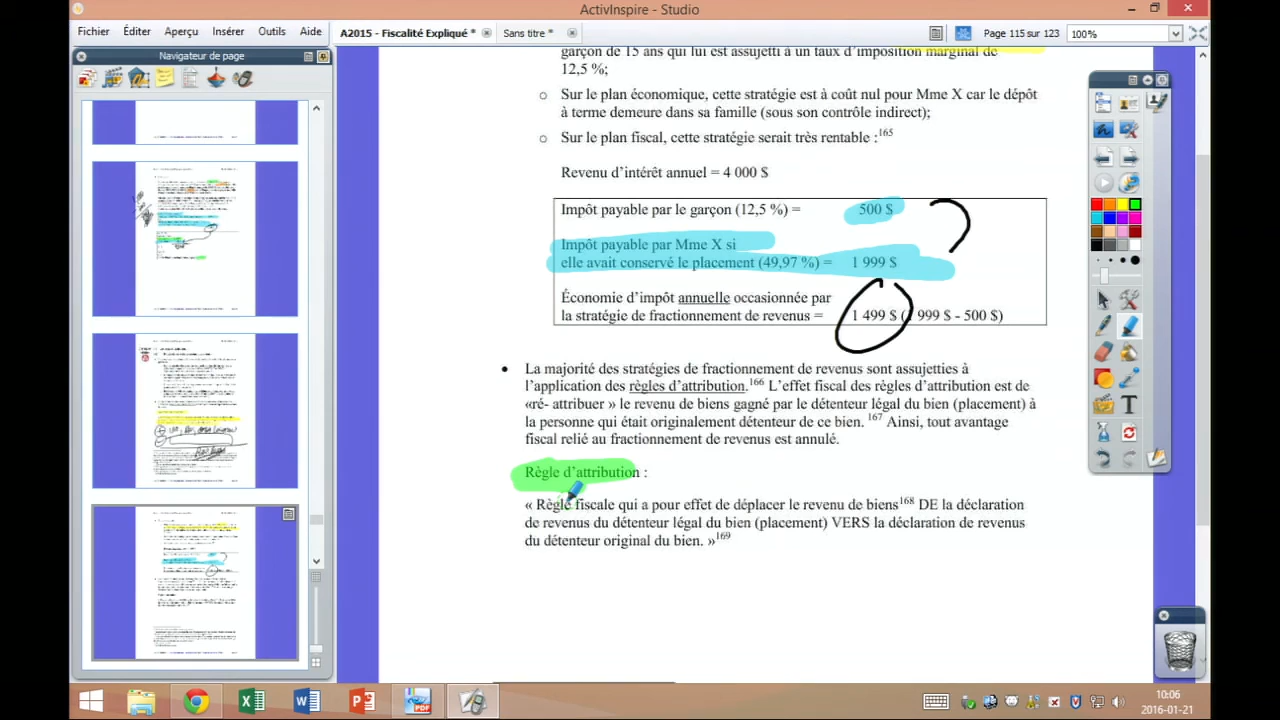 ActivInspire - Studio
Fichier Éditer Aperçu Insérer Outils Aide
A2015 - Fiscalité Expliqué * Sans titre * Page 115 sur 123 100%
Navigateur de page
garçon de 15 ans qui lui est assujetti à un taux d'imposition marginal de
12,5 %;
o Sur le plan économique, cette stratégie est à coût nul pour Mme X car le dépôt
à terme demeure dans sa famille (sous son contrôle indirect);
o Sur le plan fiscal, cette stratégie serait très rentable :165
Revenu d'intérêt annuel = 4 000 $
Impôt payable par le garçon (12,5 %) = 500 $
Impôt payable par Mme X si
elle avait conservé le placement (49,97 %) = 1 999 $
Économie d'impôt annuelle occasionnée par
la stratégie de fractionnement de revenus = 1 499 $ (1 999 $ - 500 $)
• La majorité des stratégies de fractionnement de revenus sont assujetties à
l'application des règles d'attribution.166 L'effet fiscal des règles d'attribution est de
«ré- attribuer» le revenu de biens gagné par le détenteur légal du bien (placement) à
la personne qui était originalement détenteur de ce bien.167 Ainsi, tout avantage
fiscal relié au fractionnement de revenus est annulé.
Règle d'attribution :
« Règle fiscale qui a pour effet de déplacer le revenu de biens168 DE la déclaration
de revenus du détenteur légal du bien (placement) VERS la déclaration de revenus
du détenteur original du bien. »169
10:06
2016-01-21